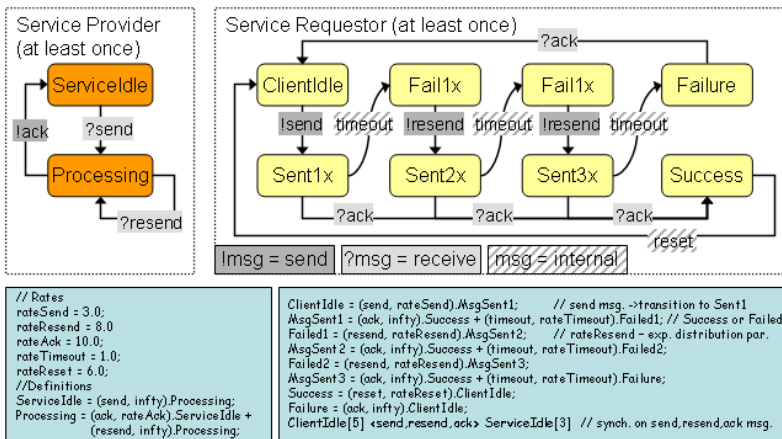 Service Provider
(at least once)
ServiceIdle
!ack
?send
Processing
?resend
Service Requestor (at least once)
?ack
ClientIdle
Fail1x
Fail1x
Failure
!send
timeout
!resend
timeout
!resend
timeout
Sent1x
Sent2x
Sent3x
Success
?ack
?ack
?ack
reset
!msg = send
?msg = receive
msg = internal
// Rates
rateSend = 3.0;
rateResend = 8.0
rateAck = 10.0;
rateTimeout = 1.0;
rateReset = 6.0;
//Definitions
ServiceIdle = (send, infty).Processing;
Processing = (ack, rateAck).ServiceIdle +
(resend, infty).Processing;
ClientIdle = (send, rateSend).MsgSent1; // send msg. ->transition to Sent1
MsgSent1 = (ack, infty).Success + (timeout, rateTimeout).Failed1; // Success or Failed
Failed1 = (resend, rateResend).MsgSent2; // rateResend - exp. distribution par.
MsgSent2 = (ack, infty).Success + (timeout, rateTimeout).Failed2;
Failed2 = (resend, rateResend).MsgSent3;
MsgSent3 = (ack, infty).Success + (timeout, rateTimeout).Failure;
Success = (reset, rateReset).ClientIdle;
Failure = (ack, infty).ClientIdle;
ClientIdle[5] <send,resend,ack> ServiceIdle[3] // synch. on send,resend,ack msg.